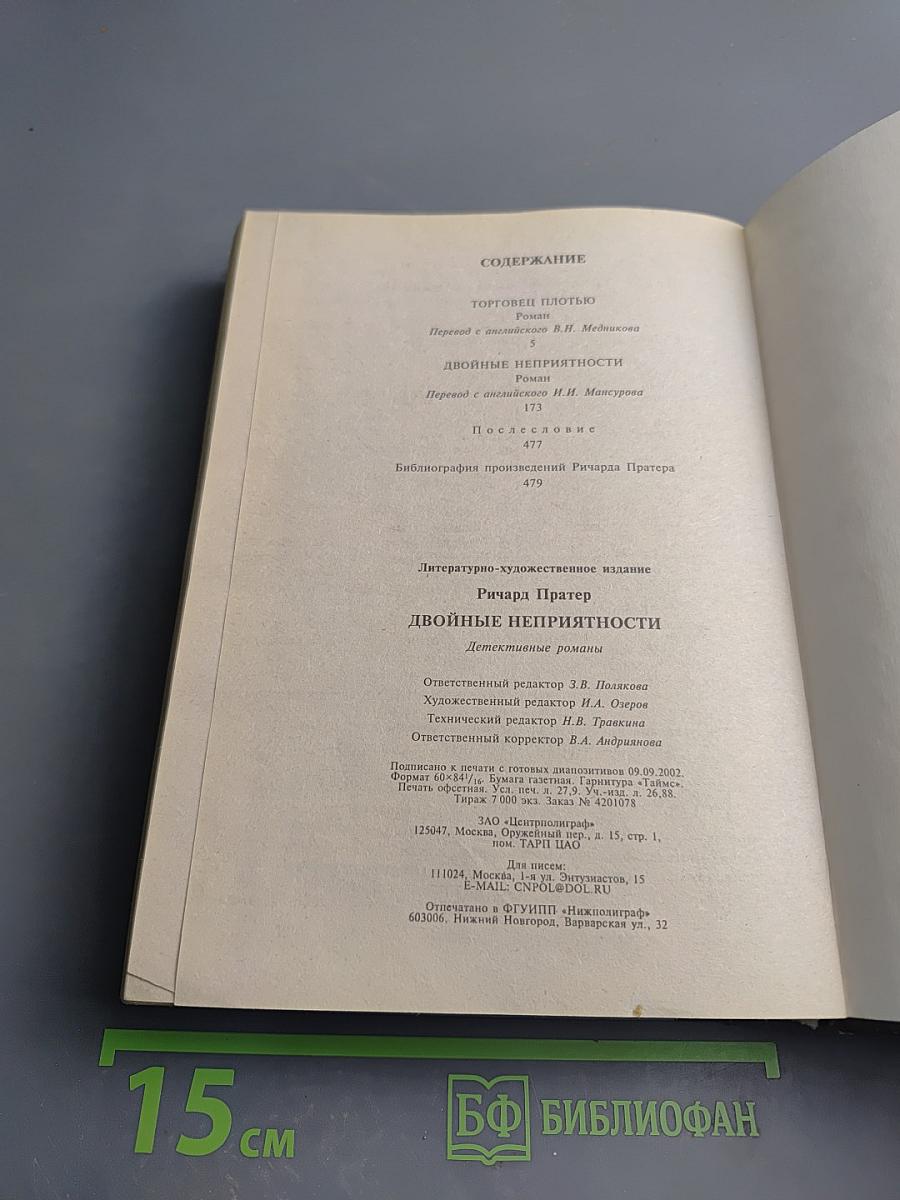 СОДЕРЖАНИЕ
ТОРГОВЕЦ ПЛОТЬЮ
Роман
Перевод с английского В.Н. Медникова
5
ДВОЙНЫЕ НЕПРИЯТНОСТИ
Роман
Перевод с английского И.И. Мансурова
173
Послесловие
477
Библиография произведений Ричарда Пратера
479
Литературно-художественное издание
Ричард Пратер
ДВОЙНЫЕ НЕПРИЯТНОСТИ
Детективные романы
Ответственный редактор З.В. Полякова
Художественный редактор И.А. Озеров
Технический редактор Н.В. Травкина
Ответственный корректор В.А. Андриянова
Подписано к печати с готовых диапозитивов 09.09.2002.
Формат 60×84 1/16. Бумага газетная. Гарнитура «Таймс».
Печать офсетная. Усл. печ. л. 27,9. Уч.-изд. л. 26,88.
Тираж 7 000 экз. Заказ № 4201078
ЗАО «Центрполиграф»
125047, Москва, Оружейный пер., д. 15, стр. 1,
пом. ТАРП ЦАО
Для писем:
111024, Москва, 1-я ул. Энтузиастов, 15
E-MAIL: CNPOL@DOL.RU
Отпечатано в ФГУИПП «Нижполиграф»
603006, Нижний Новгород, Варварская ул., 32
15 см
БФ БИБЛИОФАН